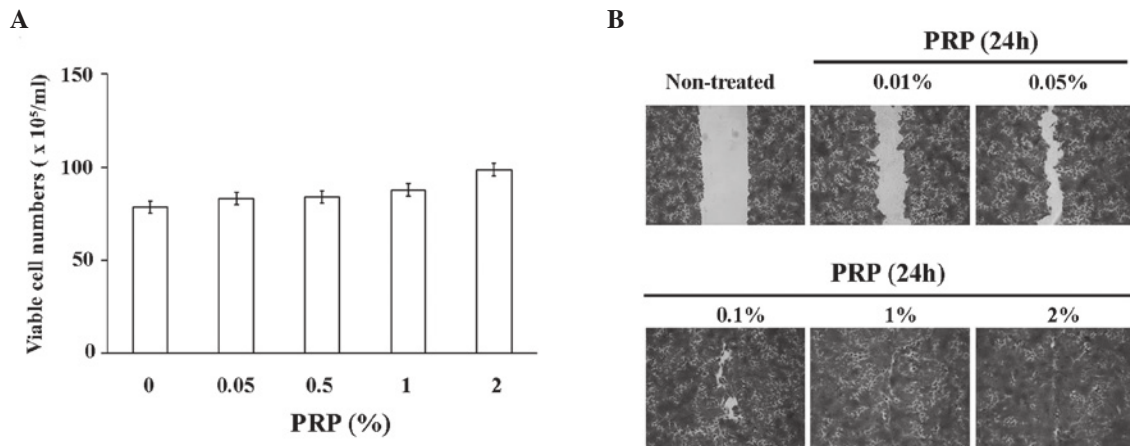 A
Viable cell numbers ( x 10⁵/ml)
150
100
50
0
0 0.05 0.5 1 2
PRP (%)
B
PRP (24h)
Non-treated 0.01% 0.05%
PRP (24h)
0.1% 1% 2%